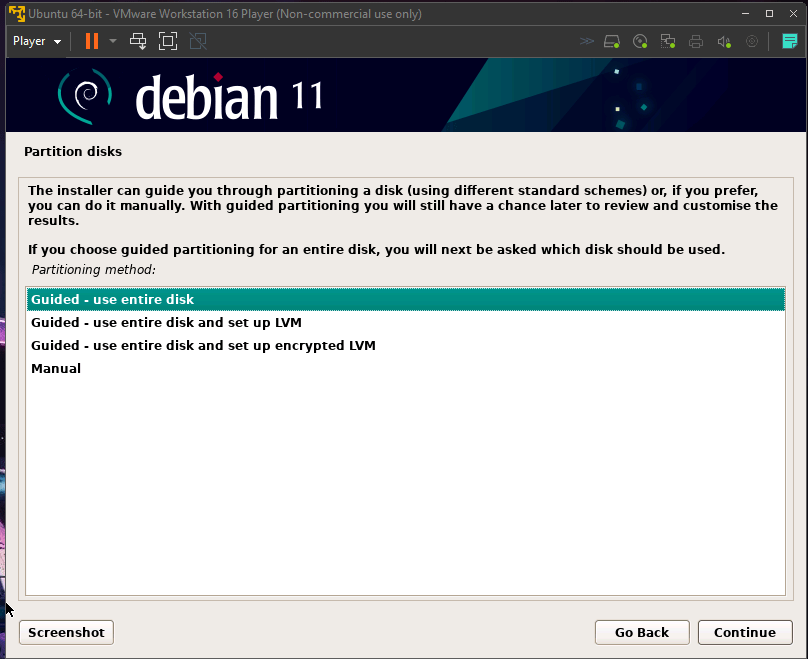 Ubuntu 64-bit - VMware Workstation 16 Player (Non-commercial use only)
Player
debian 11
Partition disks
The installer can guide you through partitioning a disk (using different standard schemes) or, if you prefer,
you can do it manually. With guided partitioning you will still have a chance later to review and customise the
results.
If you choose guided partitioning for an entire disk, you will next be asked which disk should be used.
Partitioning method:
Guided - use entire disk
Guided - use entire disk and set up LVM
Guided - use entire disk and set up encrypted LVM
Manual
Screenshot
Go Back
Continue